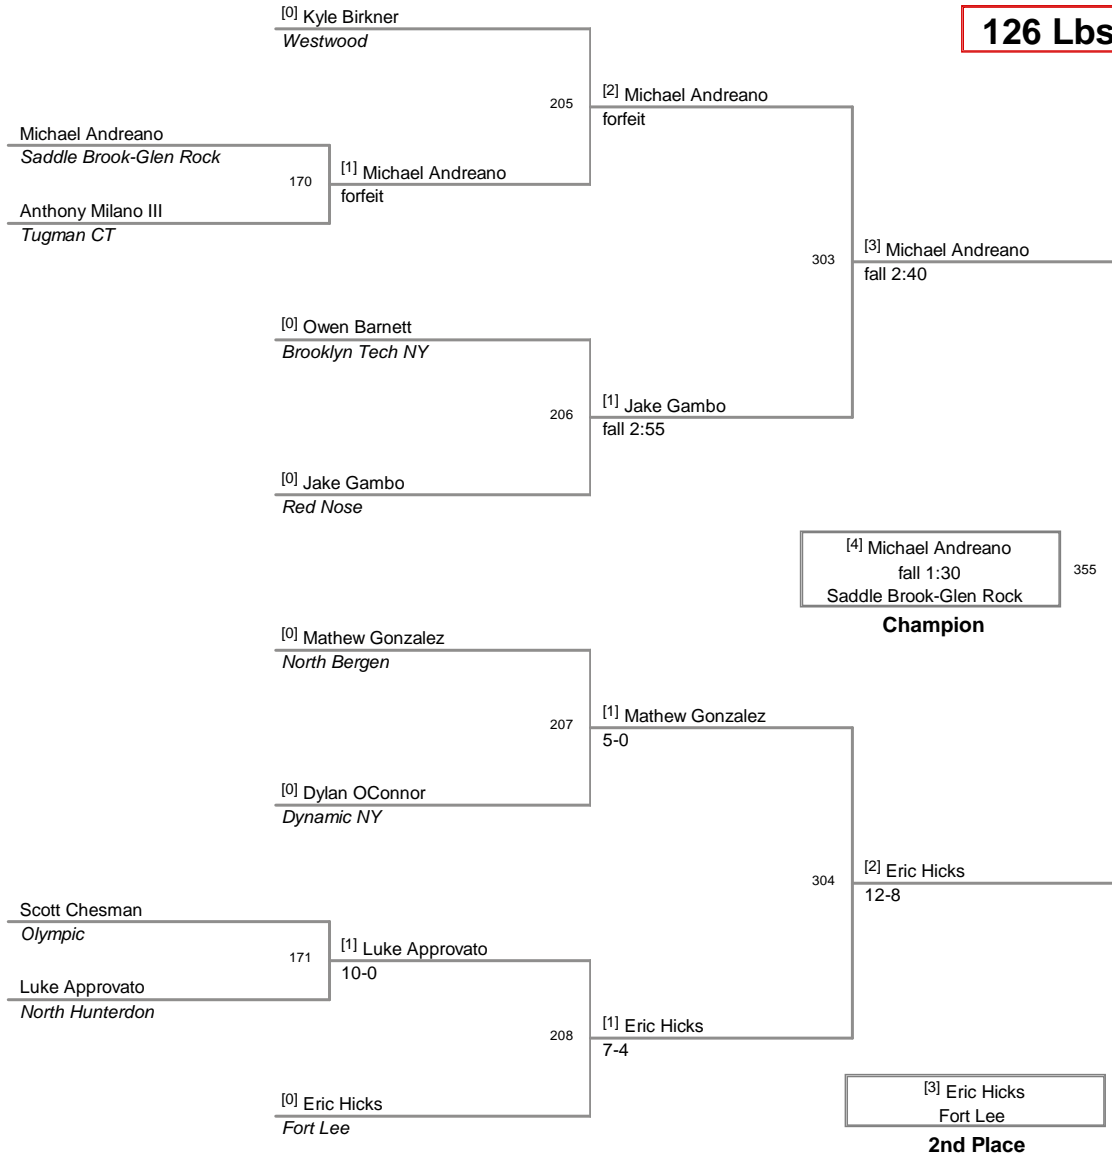 [0] Kyle Birkner
Westwood
126 Lbs
205
[2] Michael Andreano
forfeit
Michael Andreano
Saddle Brook-Glen Rock
170
[1] Michael Andreano
forfeit
Anthony Milano III
Tugman CT
303
[3] Michael Andreano
fall 2:40
[0] Owen Barnett
Brooklyn Tech NY
206
[1] Jake Gambo
fall 2:55
[0] Jake Gambo
Red Nose
[4] Michael Andreano
fall 1:30
Saddle Brook-Glen Rock
355
Champion
[0] Mathew Gonzalez
North Bergen
207
[1] Mathew Gonzalez
5-0
[0] Dylan OConnor
Dynamic NY
304
[2] Eric Hicks
12-8
Scott Chesman
Olympic
171
[1] Luke Approvato
10-0
Luke Approvato
North Hunterdon
208
[1] Eric Hicks
7-4
[0] Eric Hicks
Fort Lee
[3] Eric Hicks
Fort Lee
2nd Place